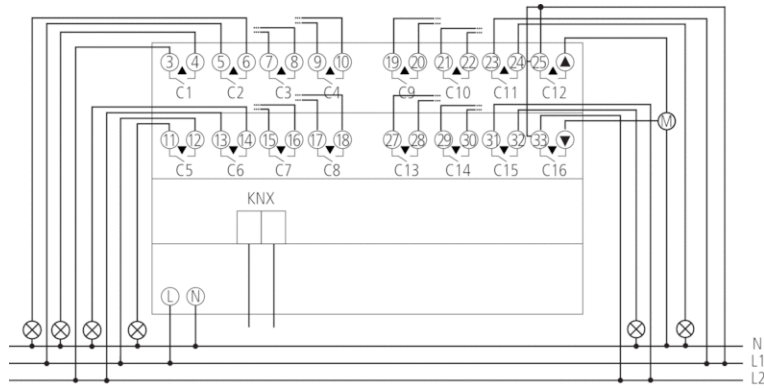 3 4 5 6 7 8 9 10 19 20 21 22 23 24 25
C1 C2 C3 C4 C9 C10 C11 C12
M
11 12 13 14 15 16 17 18 27 28 29 30 31 32 33
C5 C6 C7 C8 C13 C14 C15 C16
KNX
L N
N
L1
L2